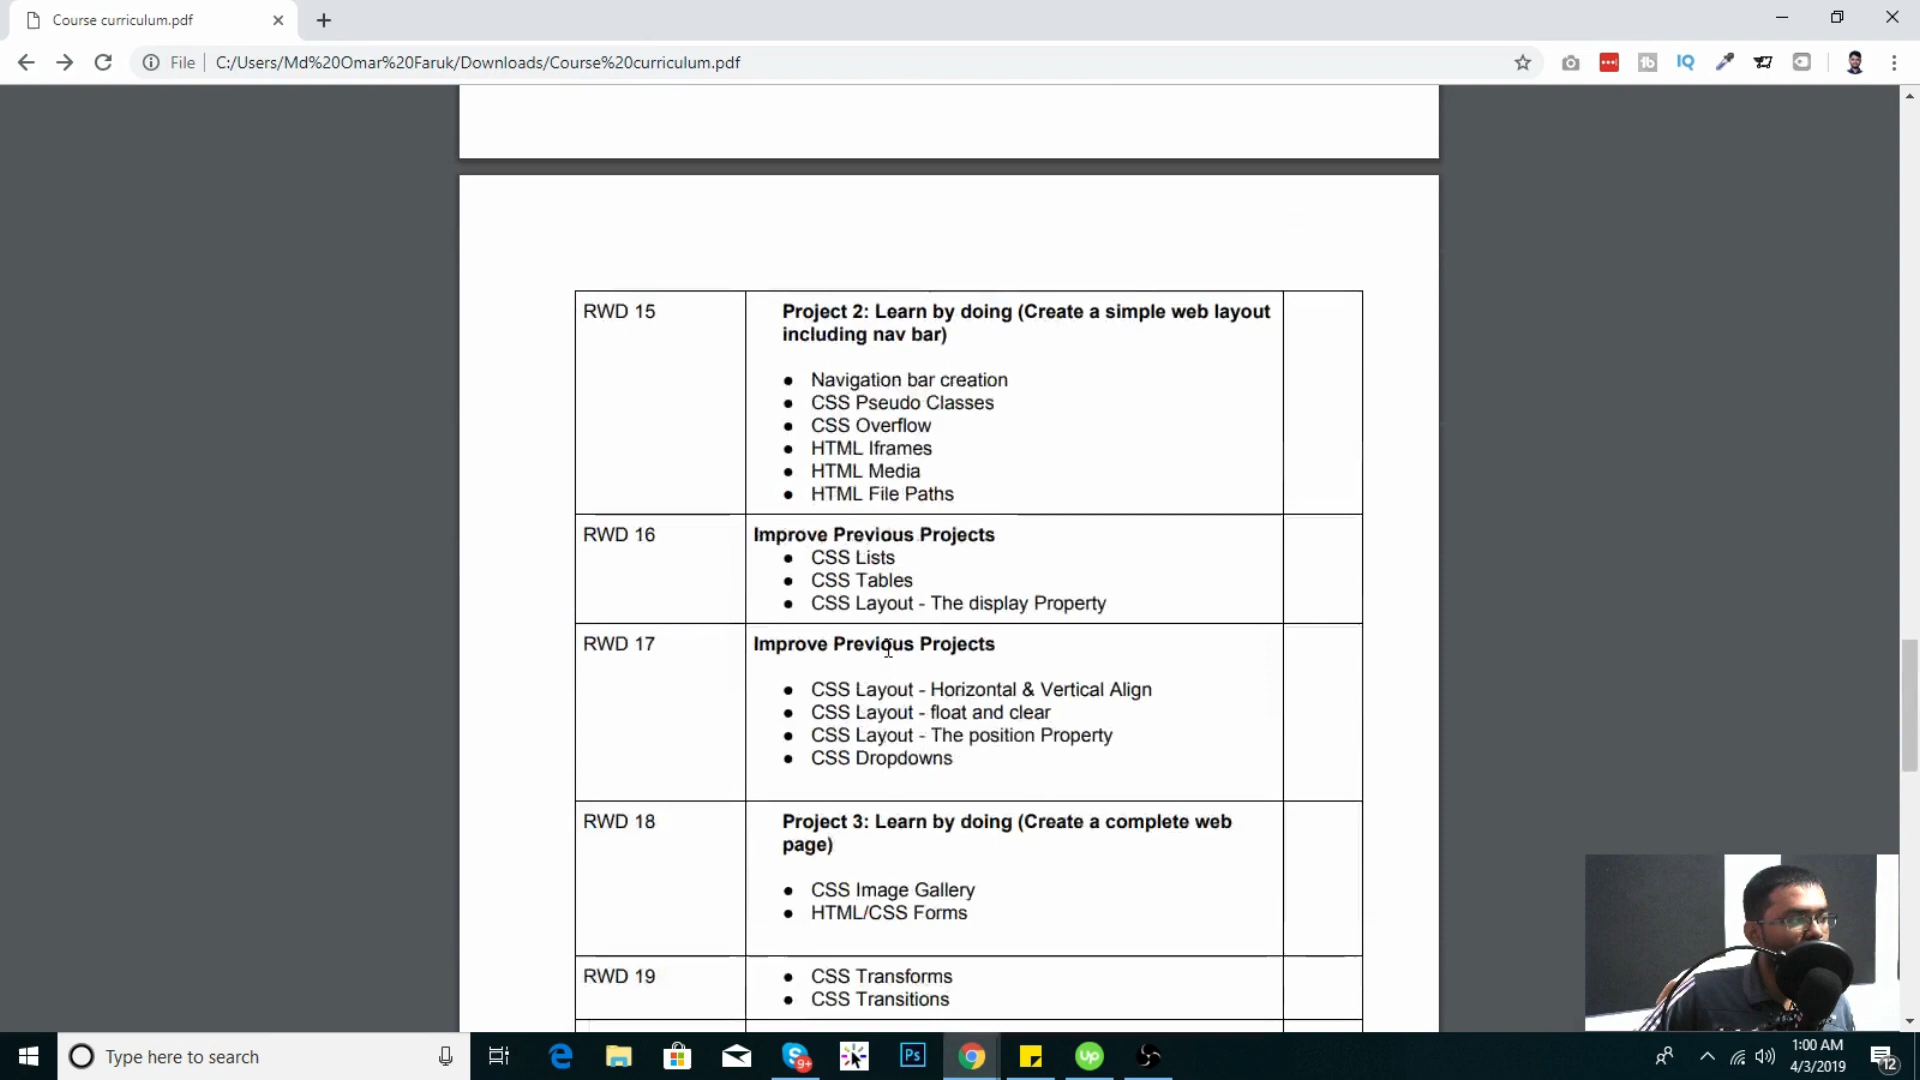 Course curriculum.pdf
File
C:/Users/Md%20Omar%20Faruk/Downloads/Course%20curriculum.pdf
IQ
RWD 15
Project 2: Learn by doing (Create a simple web layout
including nav bar)
● Navigation bar creation
● CSS Pseudo Classes
● CSS Overflow
● HTML Iframes
● HTML Media
● HTML File Paths
RWD 16
Improve Previous Projects
● CSS Lists
● CSS Tables
● CSS Layout - The display Property
RWD 17
Improve Previous Projects
● CSS Layout - Horizontal & Vertical Align
● CSS Layout - float and clear
● CSS Layout - The position Property
● CSS Dropdowns
RWD 18
Project 3: Learn by doing (Create a complete web
page)
● CSS Image Gallery
● HTML/CSS Forms
RWD 19
● CSS Transforms
● CSS Transitions
Type here to search
9+
Ps
up
1:00 AM
4/3/2019
12